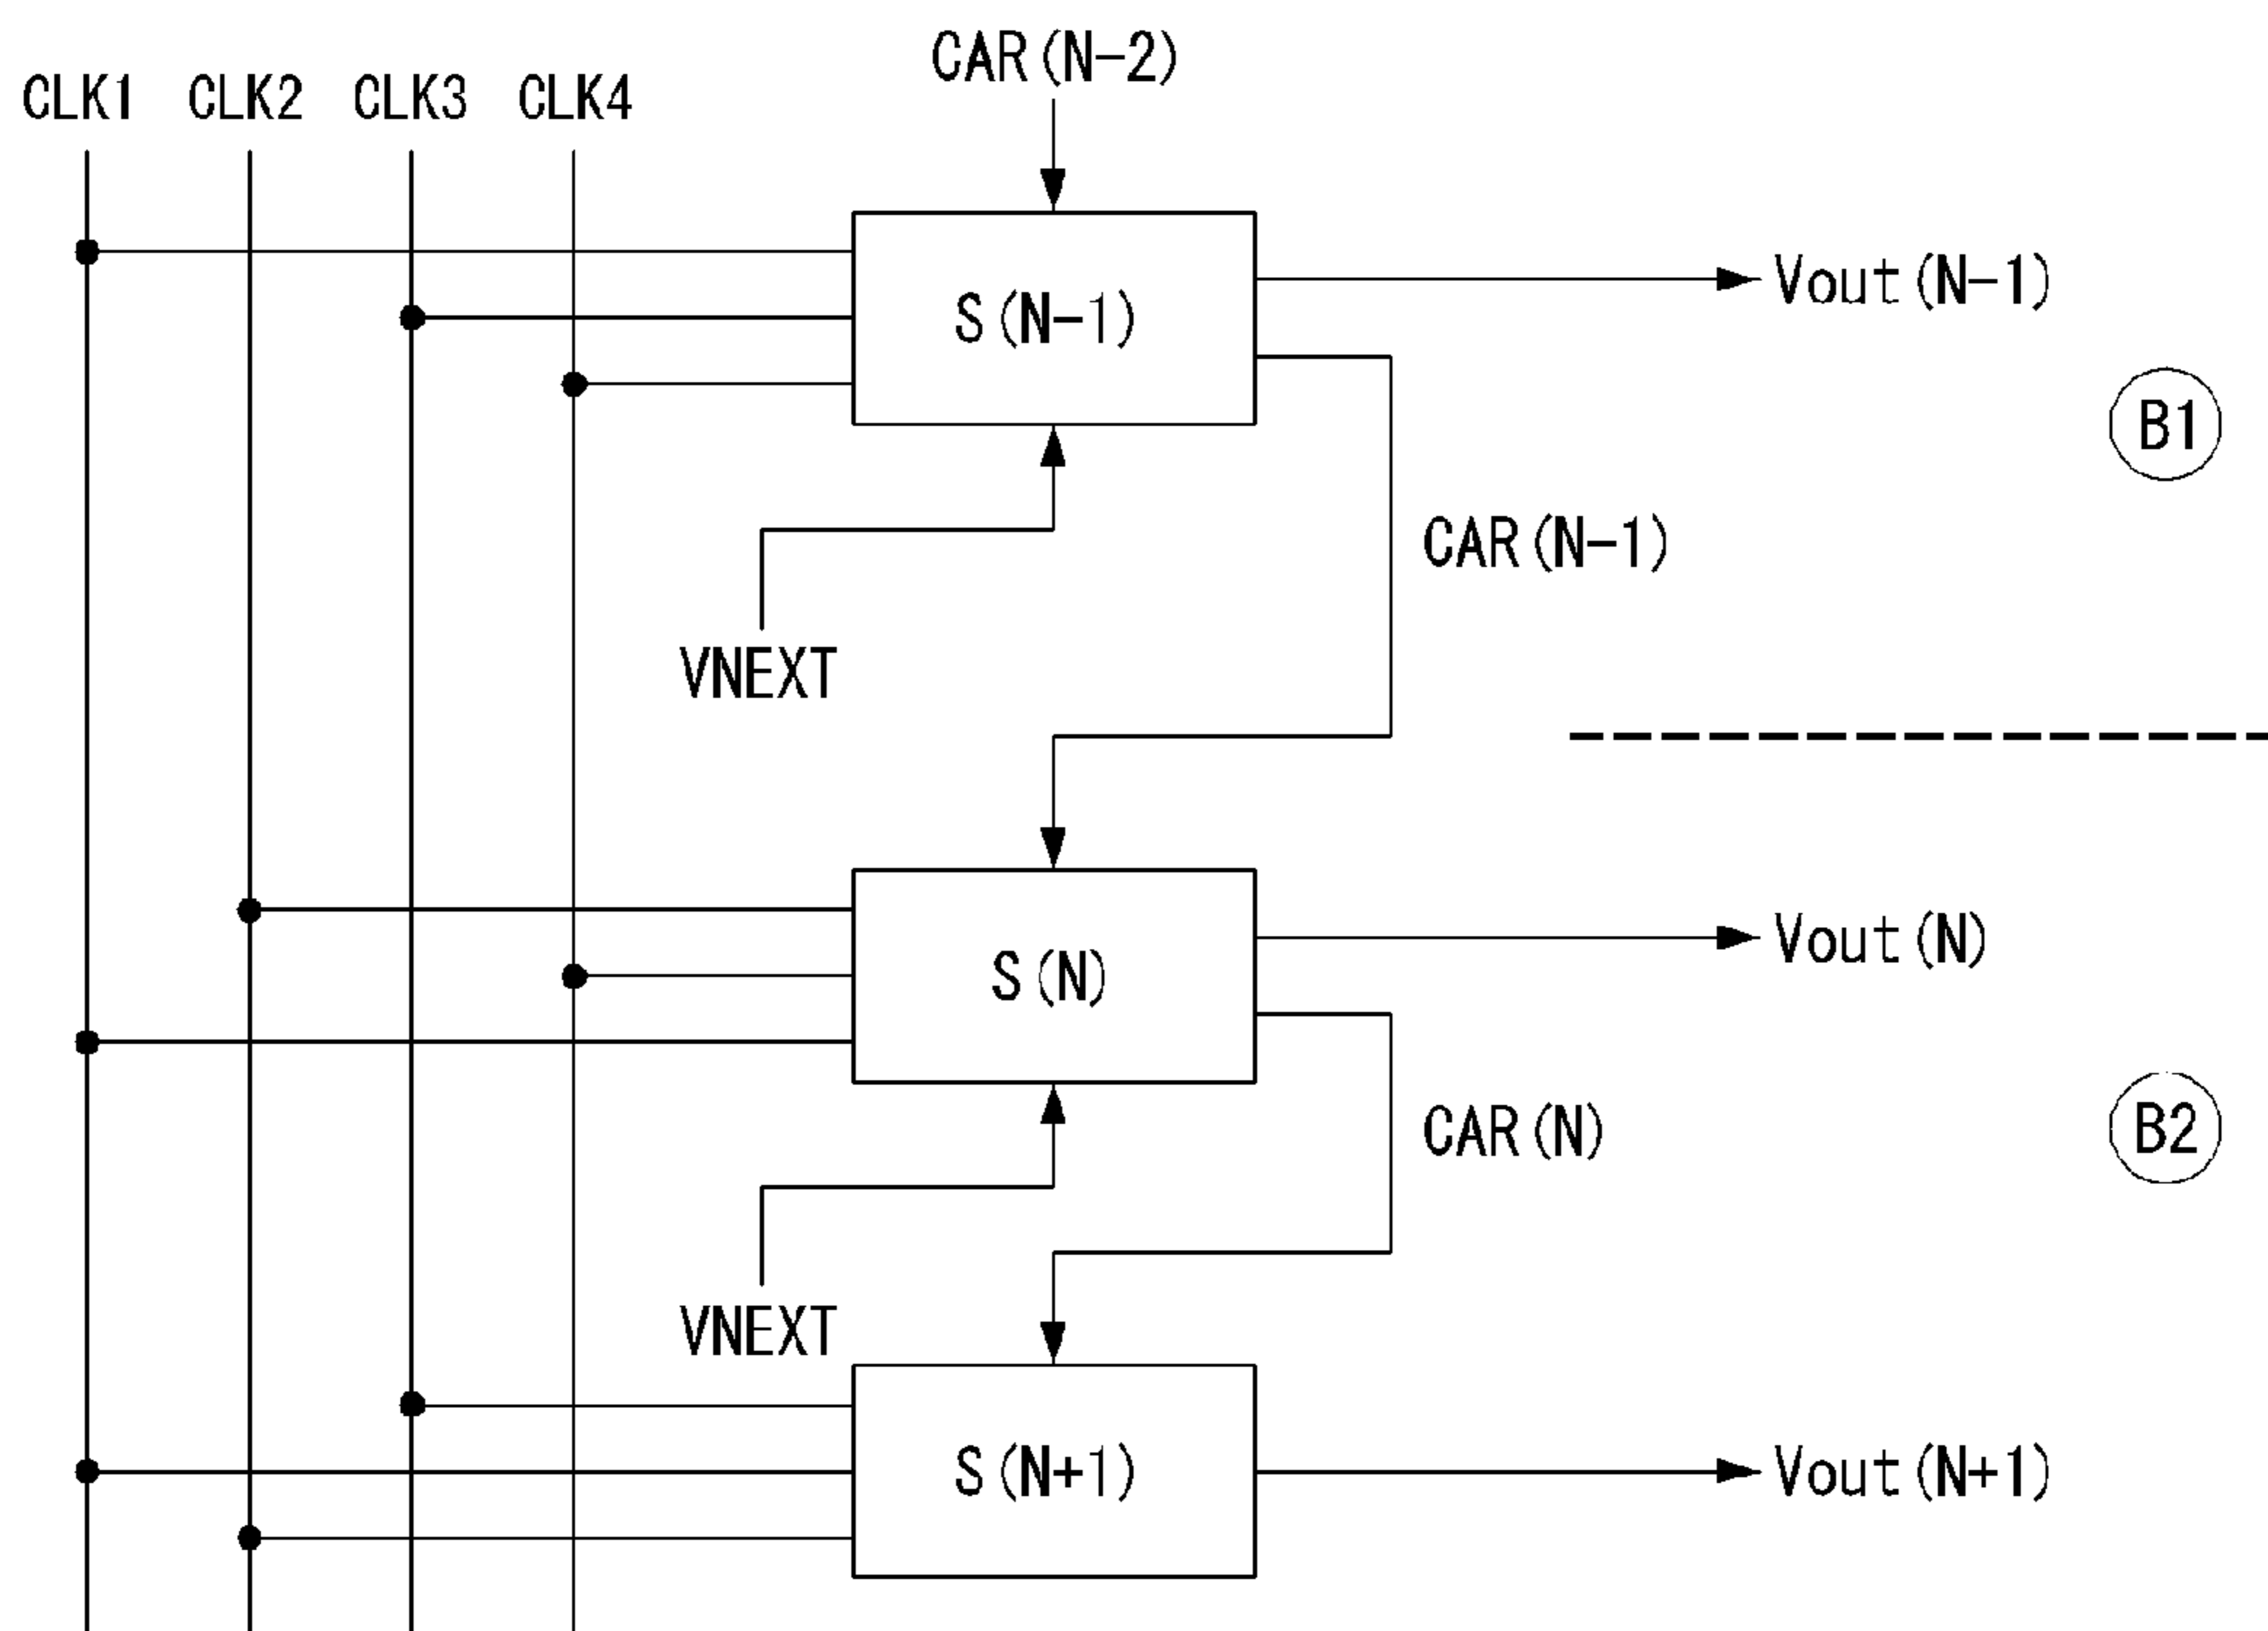 CAR(N-2)
CLK1 CLK2 CLK3 CLK4
S(N-1)
Vout(N-1)
B1
CAR(N-1)
VNEXT
S(N)
Vout(N)
CAR(N)
B2
VNEXT
S(N+1)
Vout(N+1)